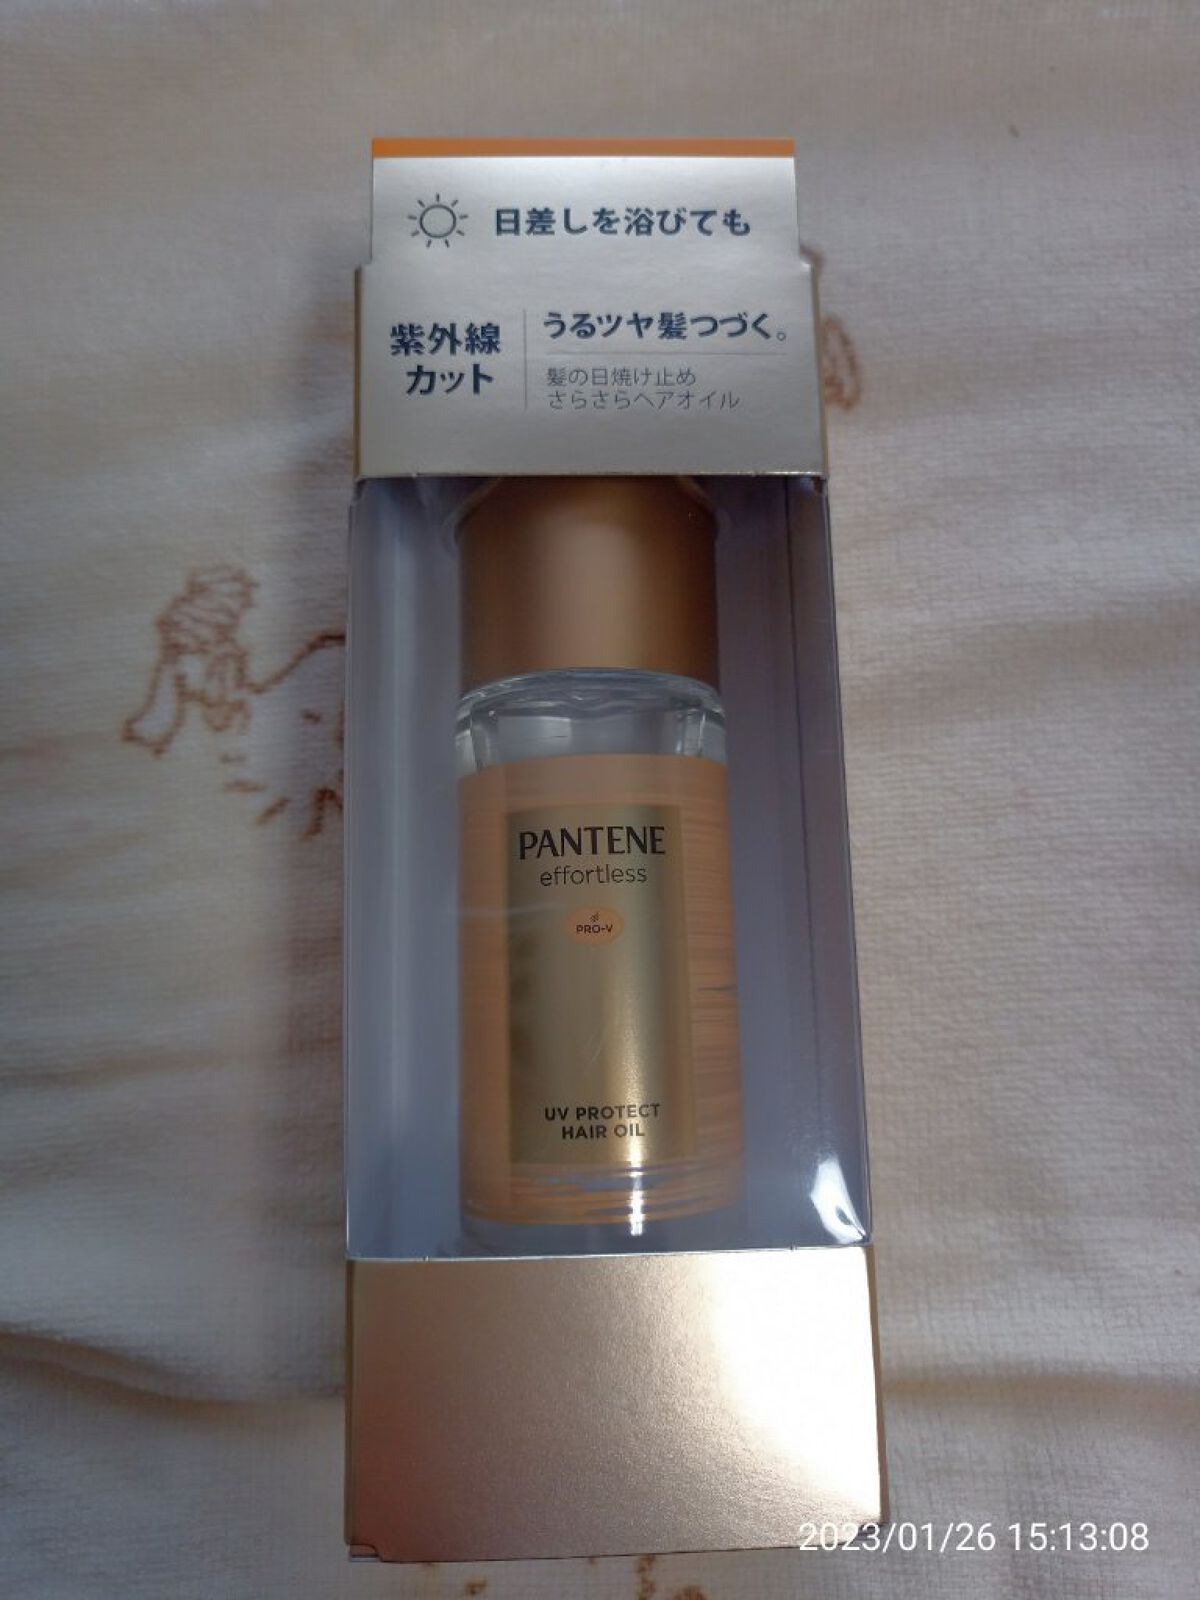 日差しを浴びても
紫外線
カット
うるツヤ髪つづく。
髪の日焼け止め
さらさらヘアオイル
PANTENE
effortless
PRO-V
UV PROTECT
HAIR OIL
2023/01/26 15:13:08